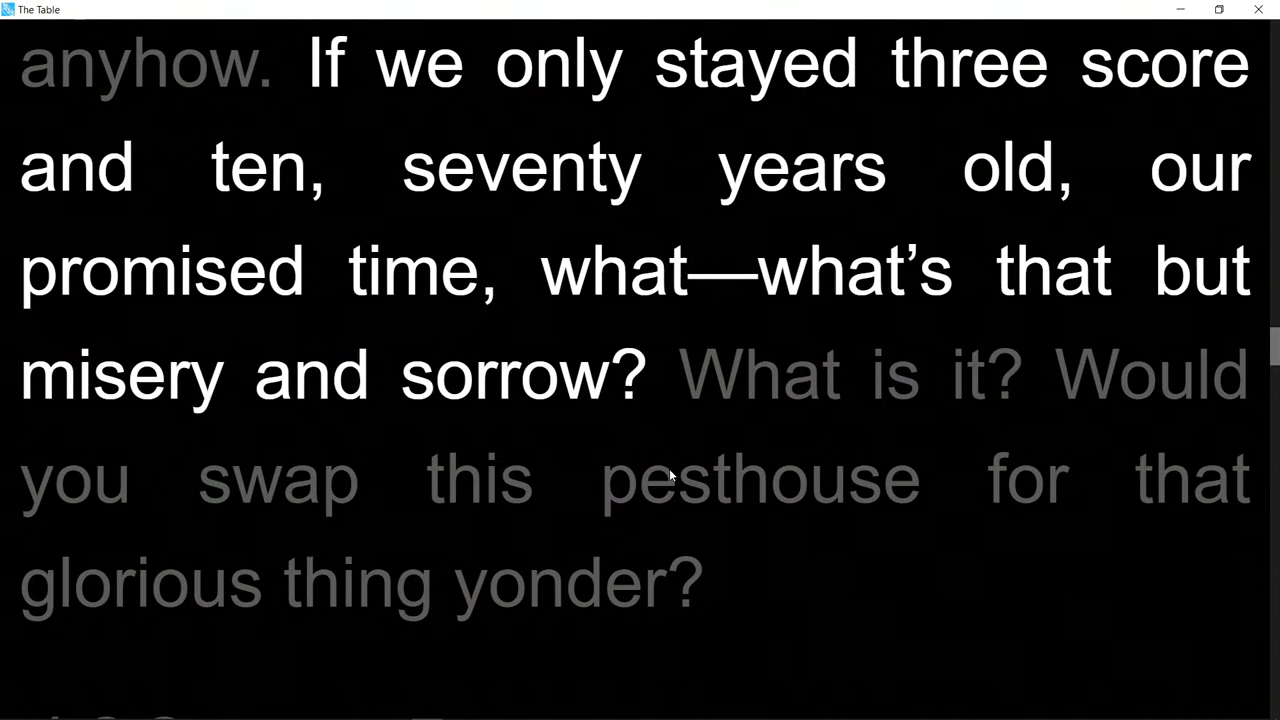 The Table
anyhow. If we only stayed three score
and ten, seventy years old, our
promised time, what—what’s that but
misery and sorrow? What is it? Would
you swap this pesthouse for that
glorious thing yonder?